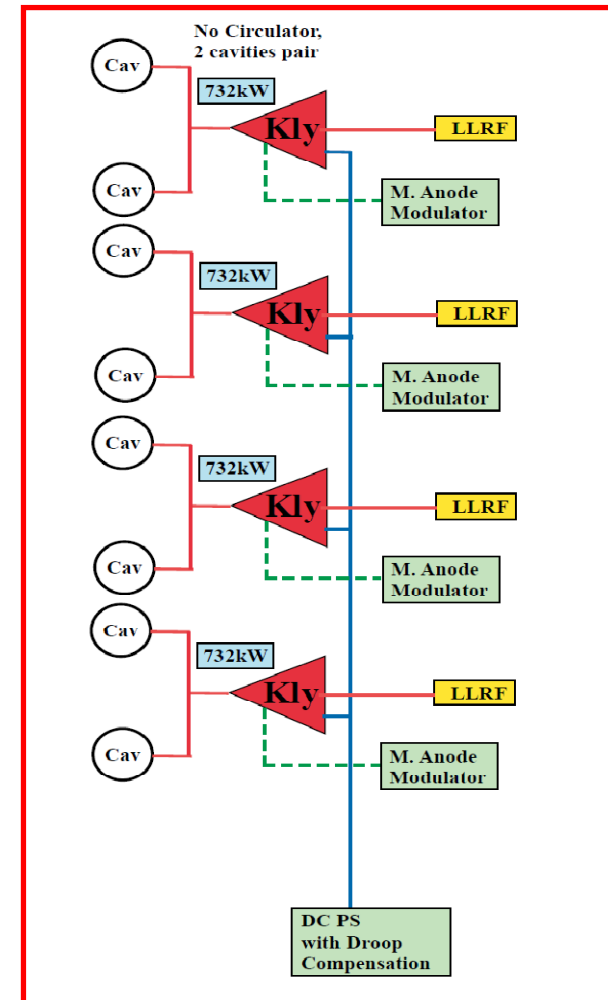 No Circulator,
2 cavities pair
Cav
732kW
Kly
LLRF
Cav
M. Anode
Modulator
Cav
732kW
Kly
LLRF
Cav
M. Anode
Modulator
Cav
732kW
Kly
LLRF
Cav
M. Anode
Modulator
Cav
732kW
Kly
LLRF
Cav
M. Anode
Modulator
DC PS
with Droop
Compensation